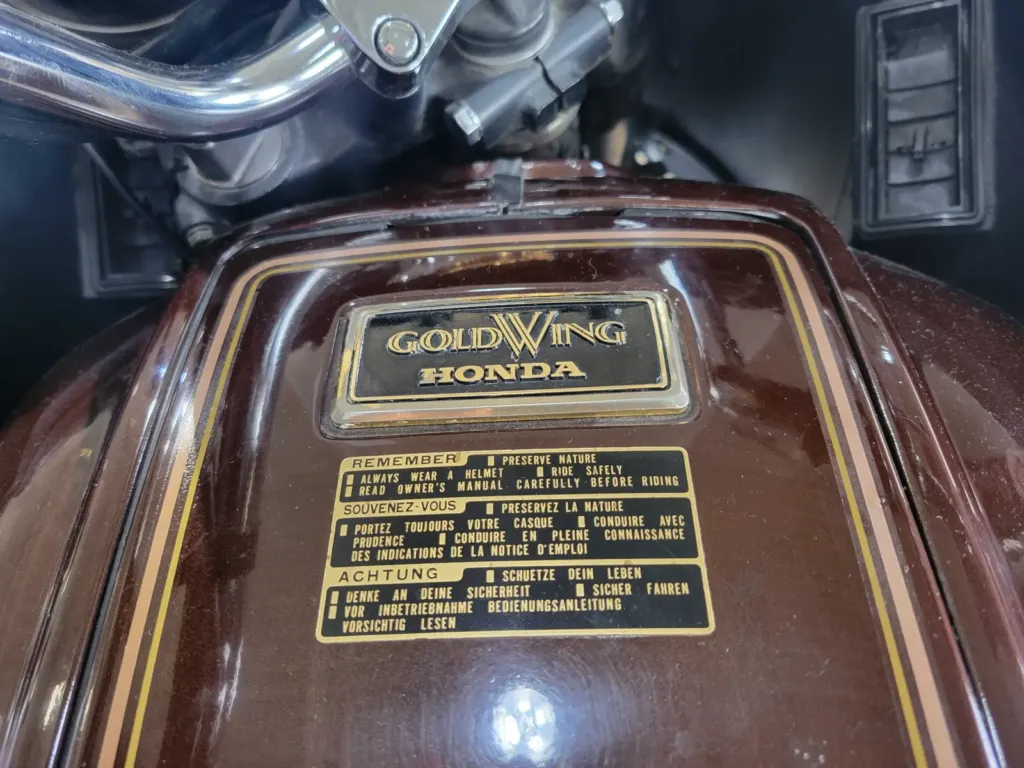 GOLDWING
HONDA
REMEMBER ▮ PRESERVE NATURE
▮ ALWAYS WEAR A HELMET ▮ RIDE SAFELY
▮ READ OWNER'S MANUAL CAREFULLY BEFORE RIDING
SOUVENEZ-VOUS ▮ PRESERVEZ LA NATURE
▮ PORTEZ TOUJOURS VOTRE CASQUE ▮ CONDUIRE AVEC
PRUDENCE ▮ CONDUIRE EN PLEINE CONNAISSANCE
DES INDICATIONS DE LA NOTICE D'EMPLOI
ACHTUNG ▮ SCHUETZE DEIN LEBEN
▮ DENKE AN DEINE SICHERHEIT ▮ SICHER FAHREN
▮ VOR INBETRIEBNAHME BEDIENUNGSANLEITUNG
VORSICHTIG LESEN